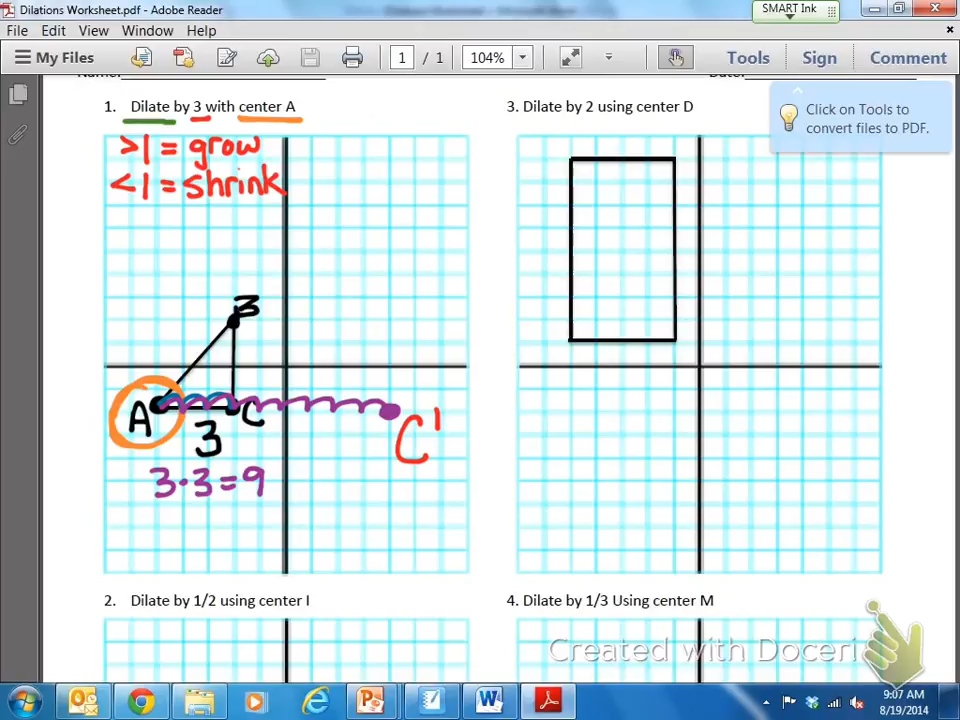 Dilations Worksheet.pdf - Adobe Reader
SMART Ink
File Edit View Window Help
My Files
1 / 1
104%
Tools Sign Comment
Click on Tools to
convert files to PDF.
1. Dilate by 3 with center A
>1 = grow
<1 = shrink
B
A
C
3
C'
3·3=9
3. Dilate by 2 using center D
2. Dilate by 1/2 using center I
4. Dilate by 1/3 Using center M
Created with Doceri
9:07 AM
8/19/2014